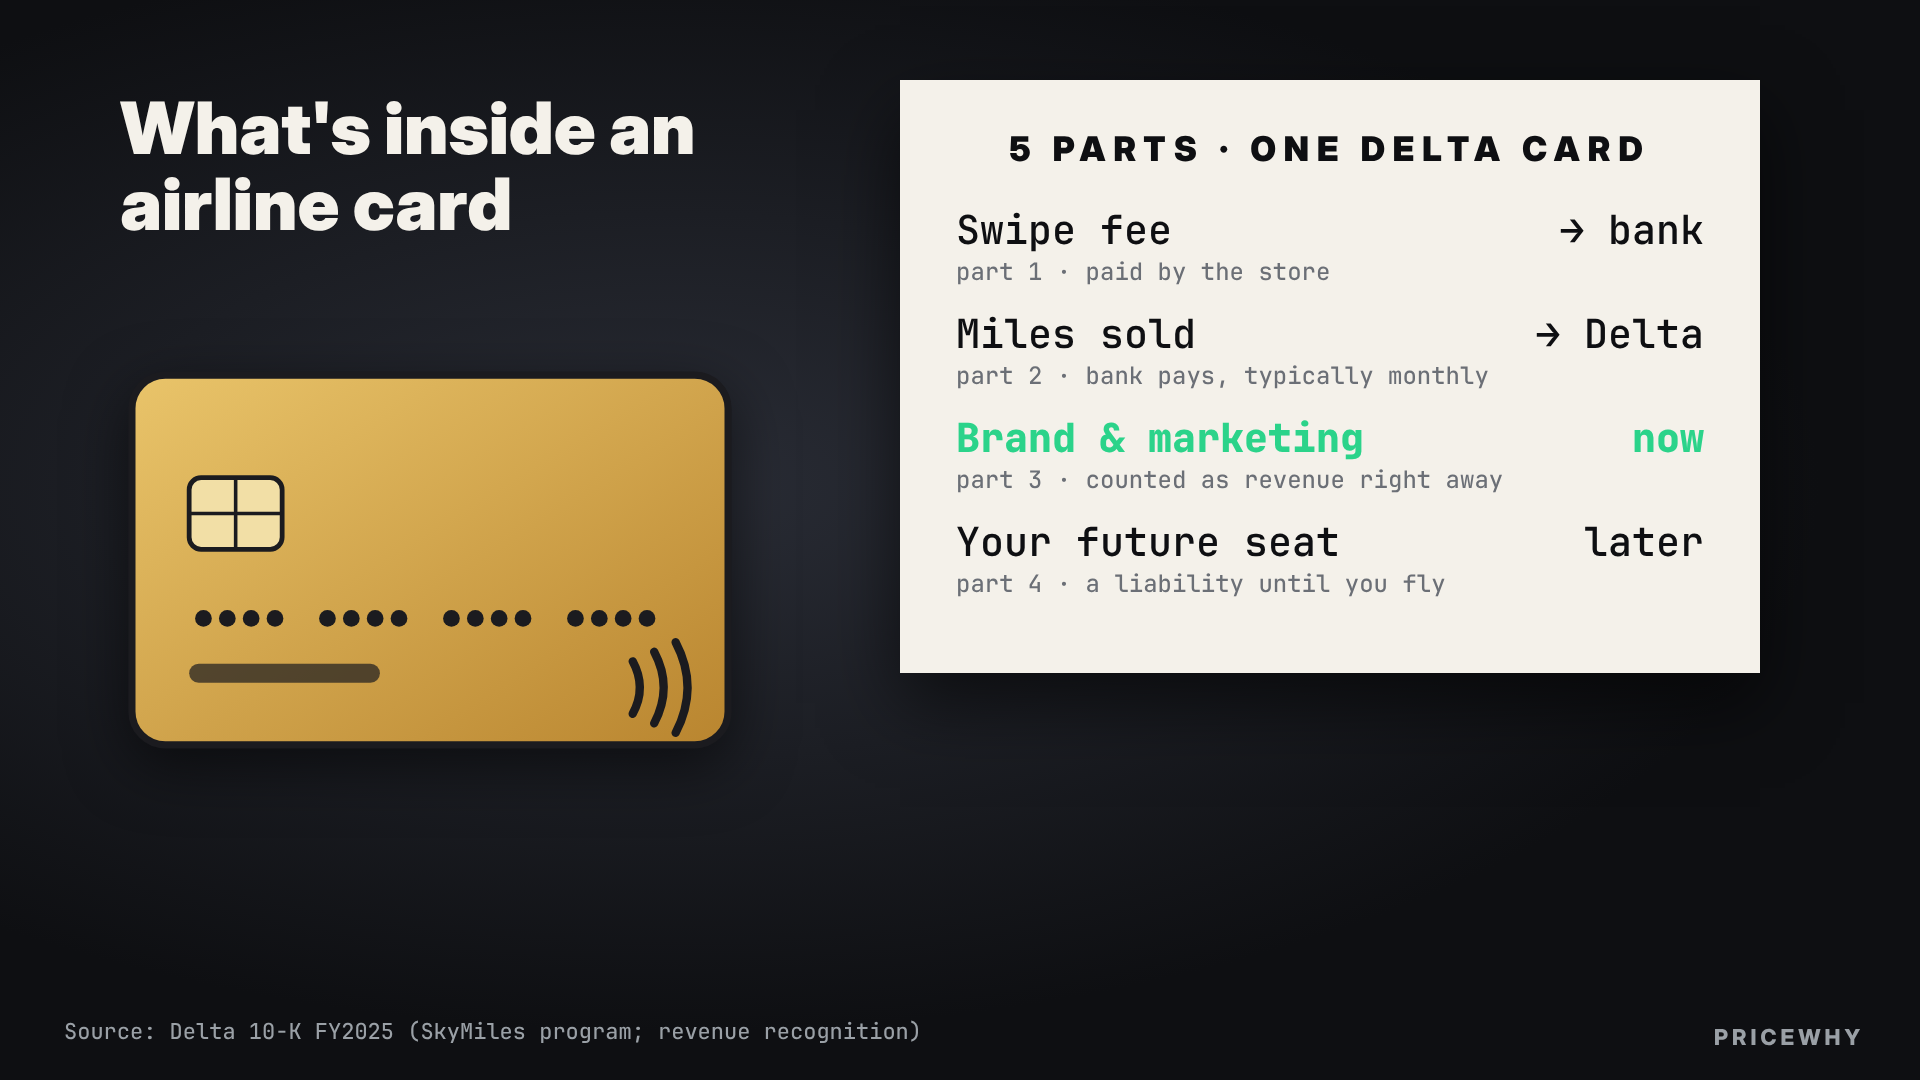 What's inside an
airline card
5 PARTS · ONE DELTA CARD
Swipe fee → bank
part 1 · paid by the store
Miles sold → Delta
part 2 · bank pays, typically monthly
Brand & marketing now
part 3 · counted as revenue right away
Your future seat later
part 4 · a liability until you fly
Source: Delta 10-K FY2025 (SkyMiles program; revenue recognition)
PRICEWHY